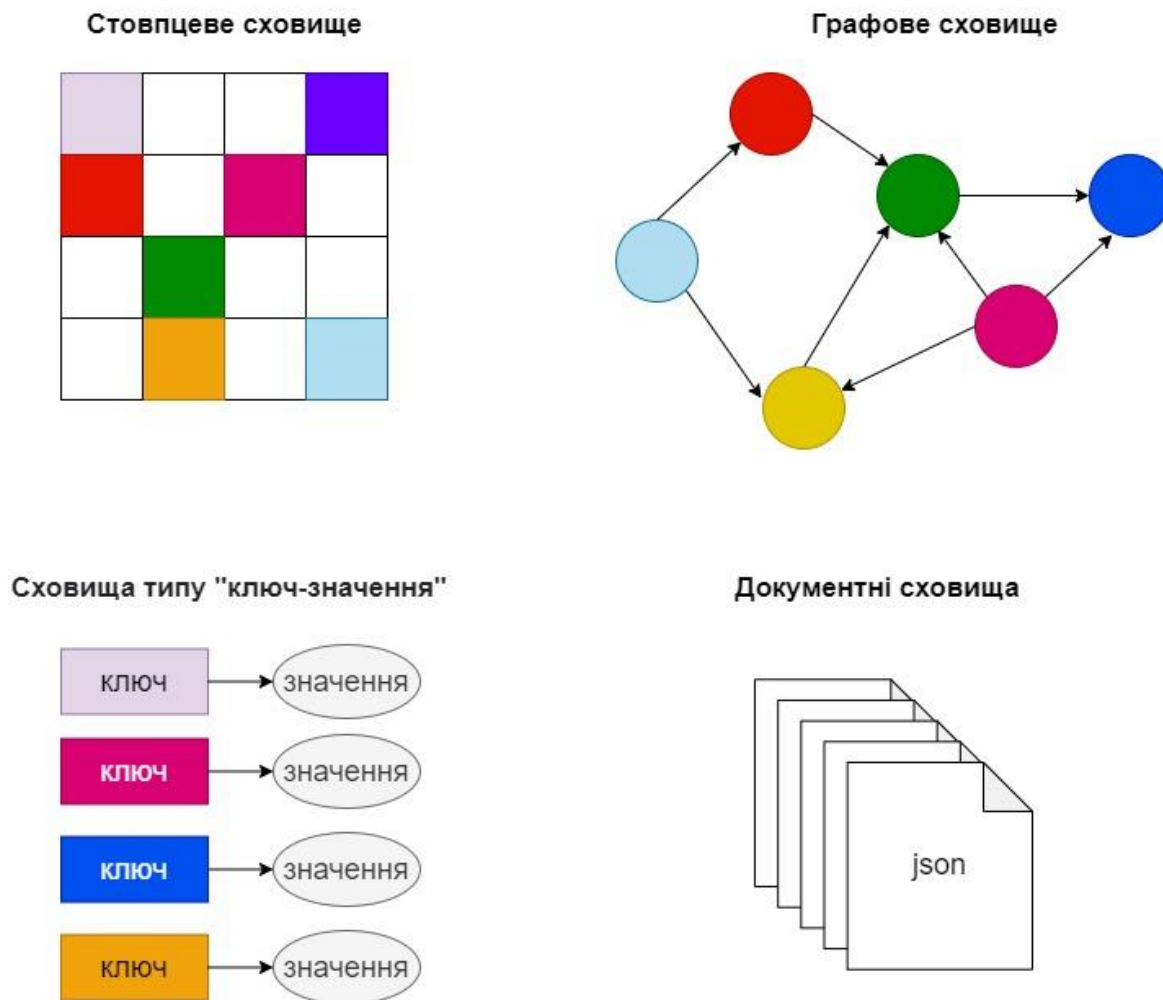 Стовпцеве сховище
Графове сховище
Сховища типу "ключ-значення"
ключ
значення
ключ
значення
ключ
значення
ключ
значення
Документні сховища
json